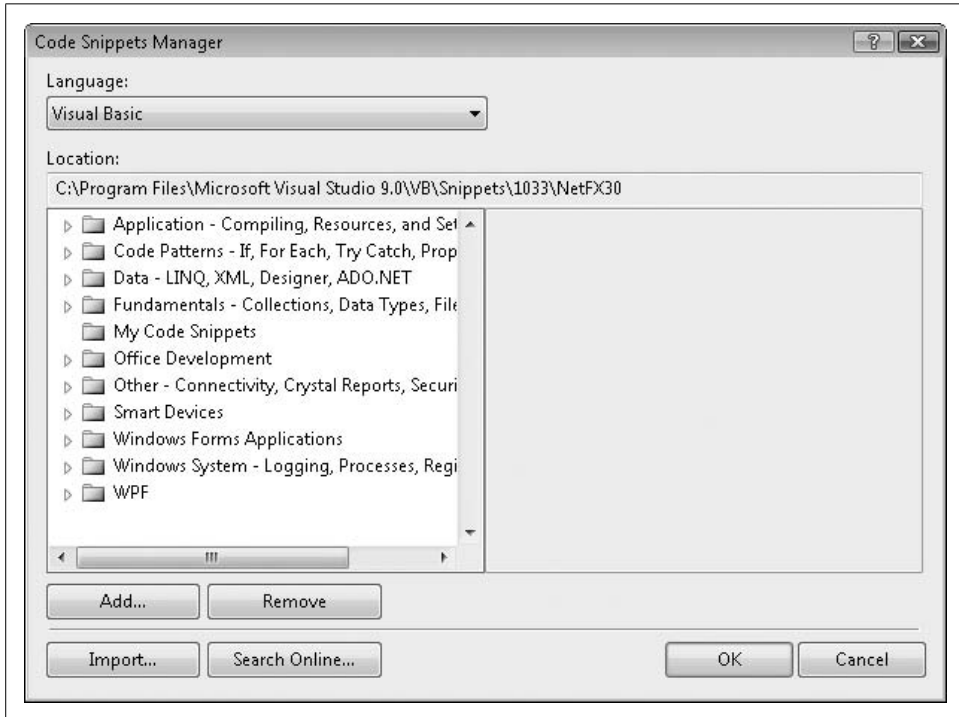 Code Snippets Manager
Language:
Visual Basic
Location:
C:\Program Files\Microsoft Visual Studio 9.0\VB\Snippets\1033\NetFX30
Application - Compiling, Resources, and Set
Code Patterns - If, For Each, Try Catch, Prop
Data - LINQ, XML, Designer, ADO.NET
Fundamentals - Collections, Data Types, File
My Code Snippets
Office Development
Other - Connectivity, Crystal Reports, Securi
Smart Devices
Windows Forms Applications
Windows System - Logging, Processes, Regi
WPF
Add... Remove
Import... Search Online... OK Cancel